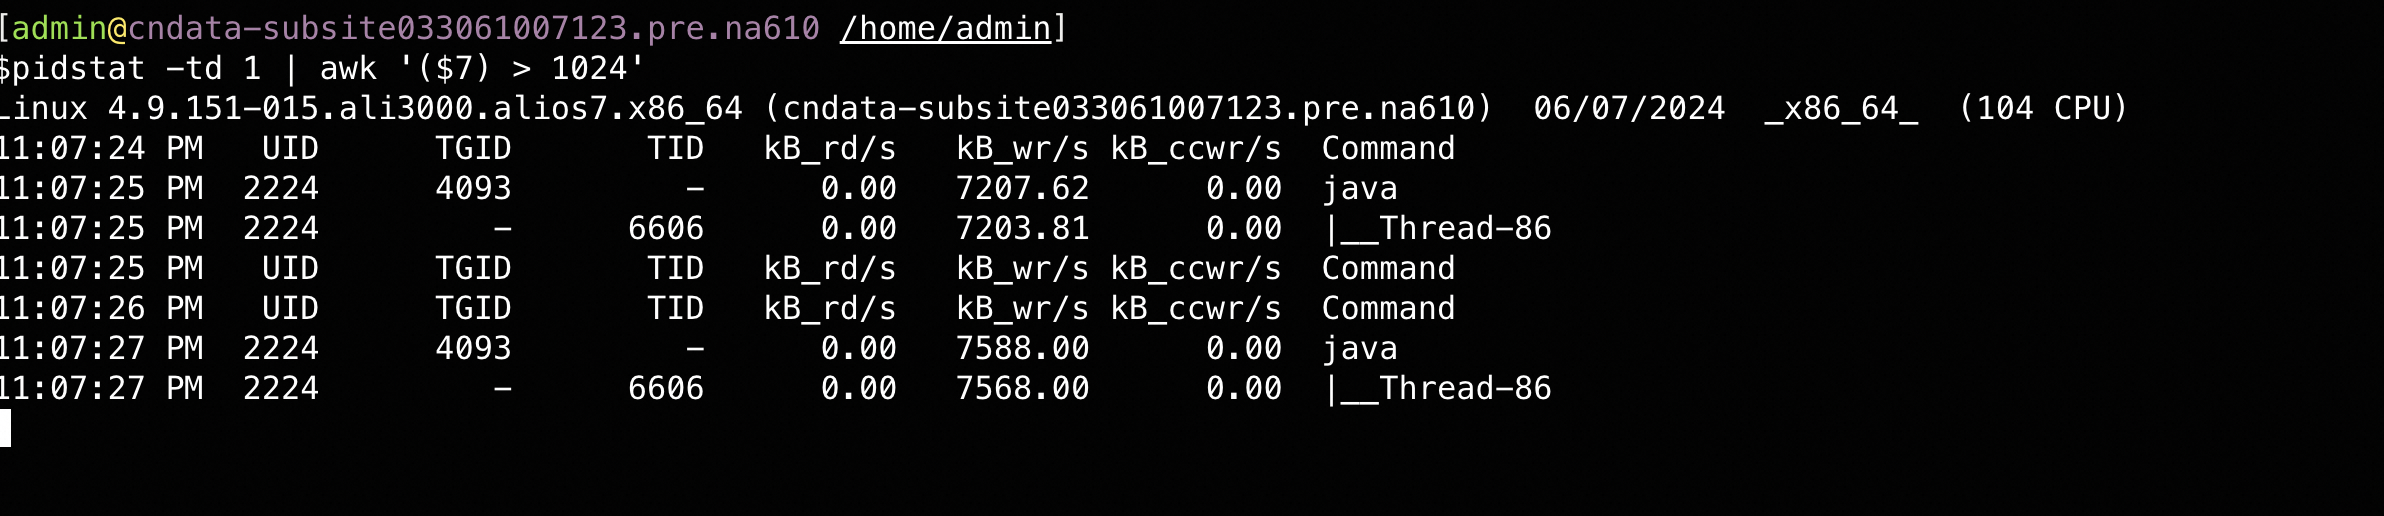 [admin@cndata-subsite033061007123.pre.na610 /home/admin]
$pidstat -td 1 | awk '($7) > 1024'
Linux 4.9.151-015.ali3000.alios7.x86_64 (cndata-subsite033061007123.pre.na610)  06/07/2024  _x86_64_  (104 CPU)
11:07:24 PM   UID      TGID       TID   kB_rd/s   kB_wr/s kB_ccwr/s  Command
11:07:25 PM  2224      4093         -      0.00   7207.62      0.00  java
11:07:25 PM  2224         -      6606      0.00   7203.81      0.00  |__Thread-86
11:07:25 PM   UID      TGID       TID   kB_rd/s   kB_wr/s kB_ccwr/s  Command
11:07:26 PM   UID      TGID       TID   kB_rd/s   kB_wr/s kB_ccwr/s  Command
11:07:27 PM  2224      4093         -      0.00   7588.00      0.00  java
11:07:27 PM  2224         -      6606      0.00   7568.00      0.00  |__Thread-86